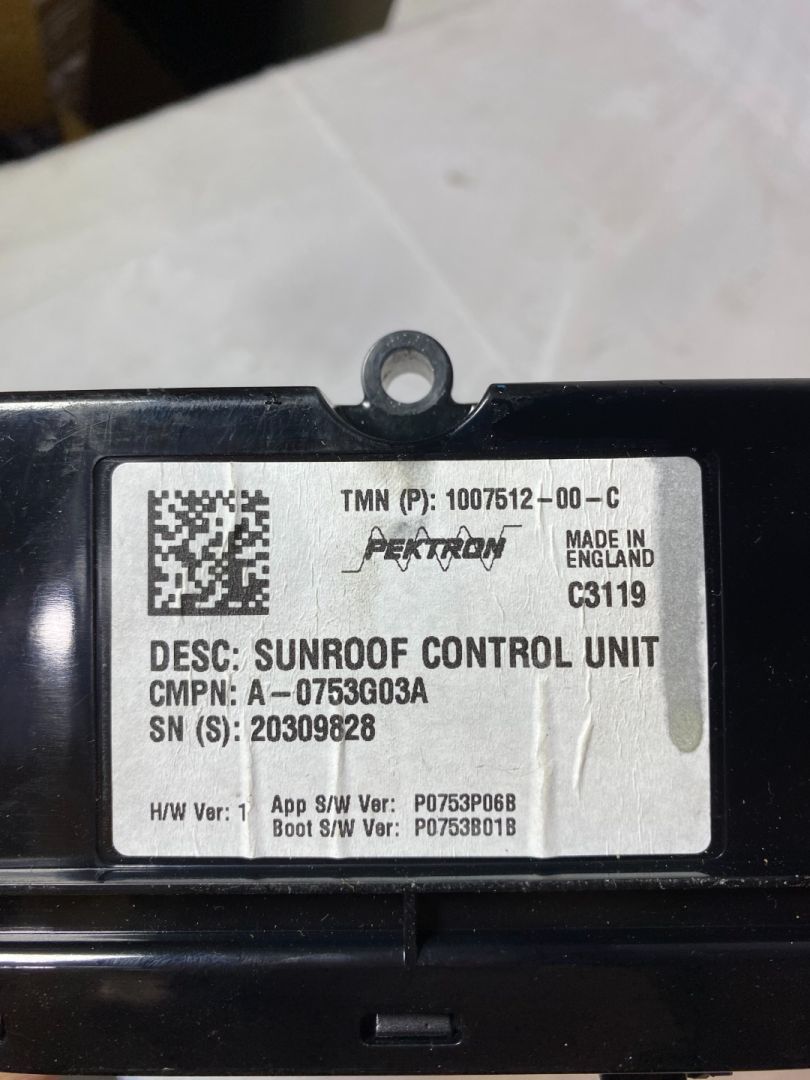 TMN (P): 1007512-00-C
PEKTRON
MADE IN
ENGLAND
C3119
DESC: SUNROOF CONTROL UNIT
CMPN: A-0753G03A
SN (S): 20309828
H/W Ver: 1
App S/W Ver: P0753P06B
Boot S/W Ver: P0753B01B